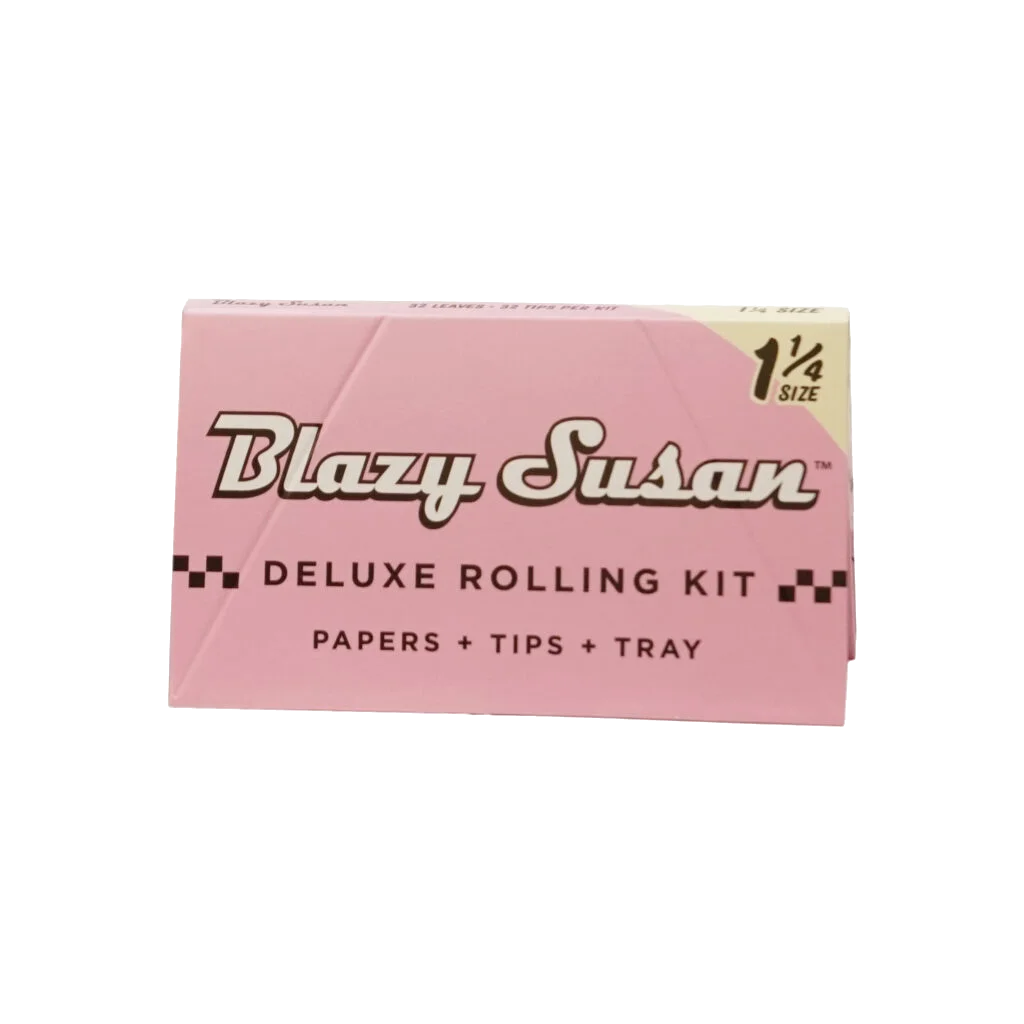 Blazy Susan 32 LEAVES - 32 TIPS PER KIT 1¼ SIZE
1¼
SIZE
Blazy Susan™
DELUXE ROLLING KIT
PAPERS + TIPS + TRAY